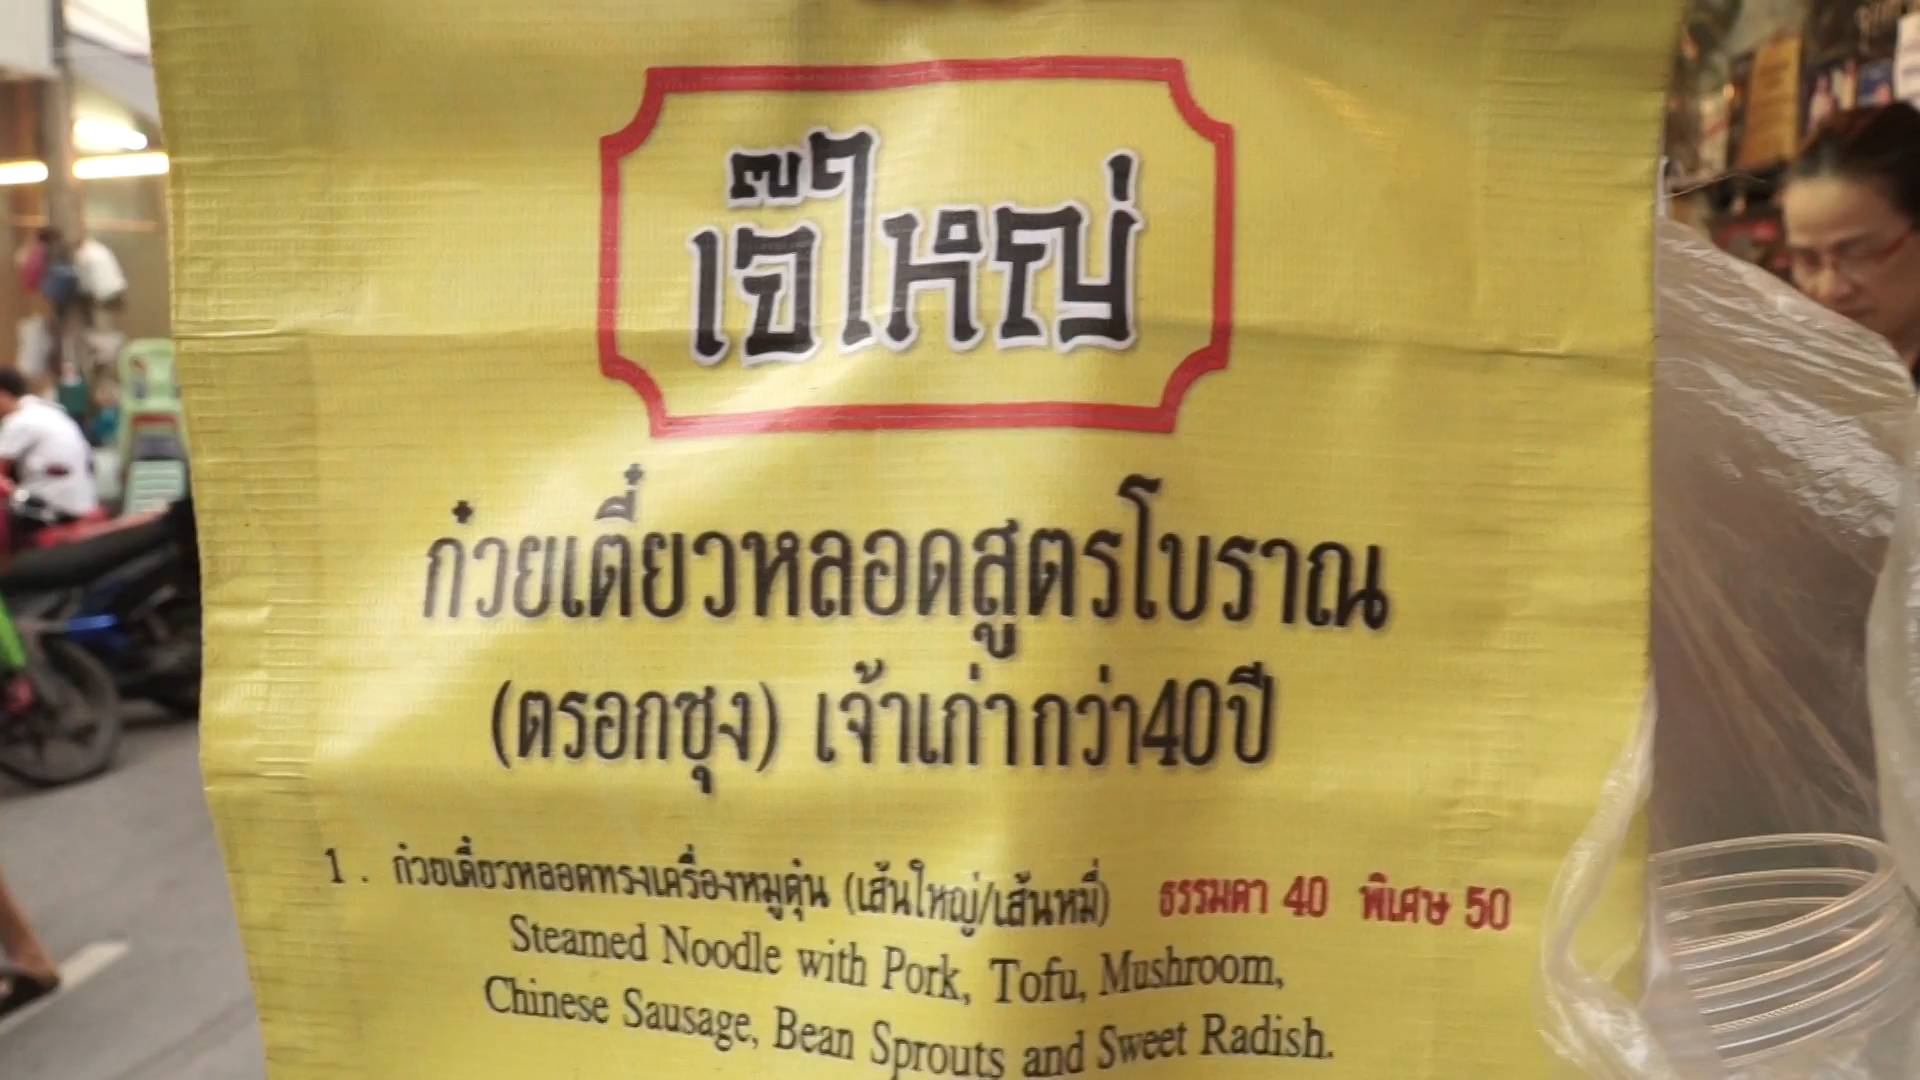 เจ๊ใหญ่
ก๋วยเตี๋ยวหลอดสูตรโบราณ
(ตรอกซุง) เจ้าเก่ากว่า40ปี
1. ก๋วยเตี๋ยวหลอดทรงเครื่องหมูตุ๋น (เส้นใหญ่/เส้นหมี่) ธรรมดา 40 พิเศษ 50
Steamed Noodle with Pork, Tofu, Mushroom,
Chinese Sausage, Bean Sprouts and Sweet Radish.